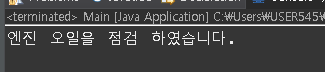 <terminated> Main [Java Application] C:₩Users₩USER545₩
엔진 오일을 점검 하였습니다.